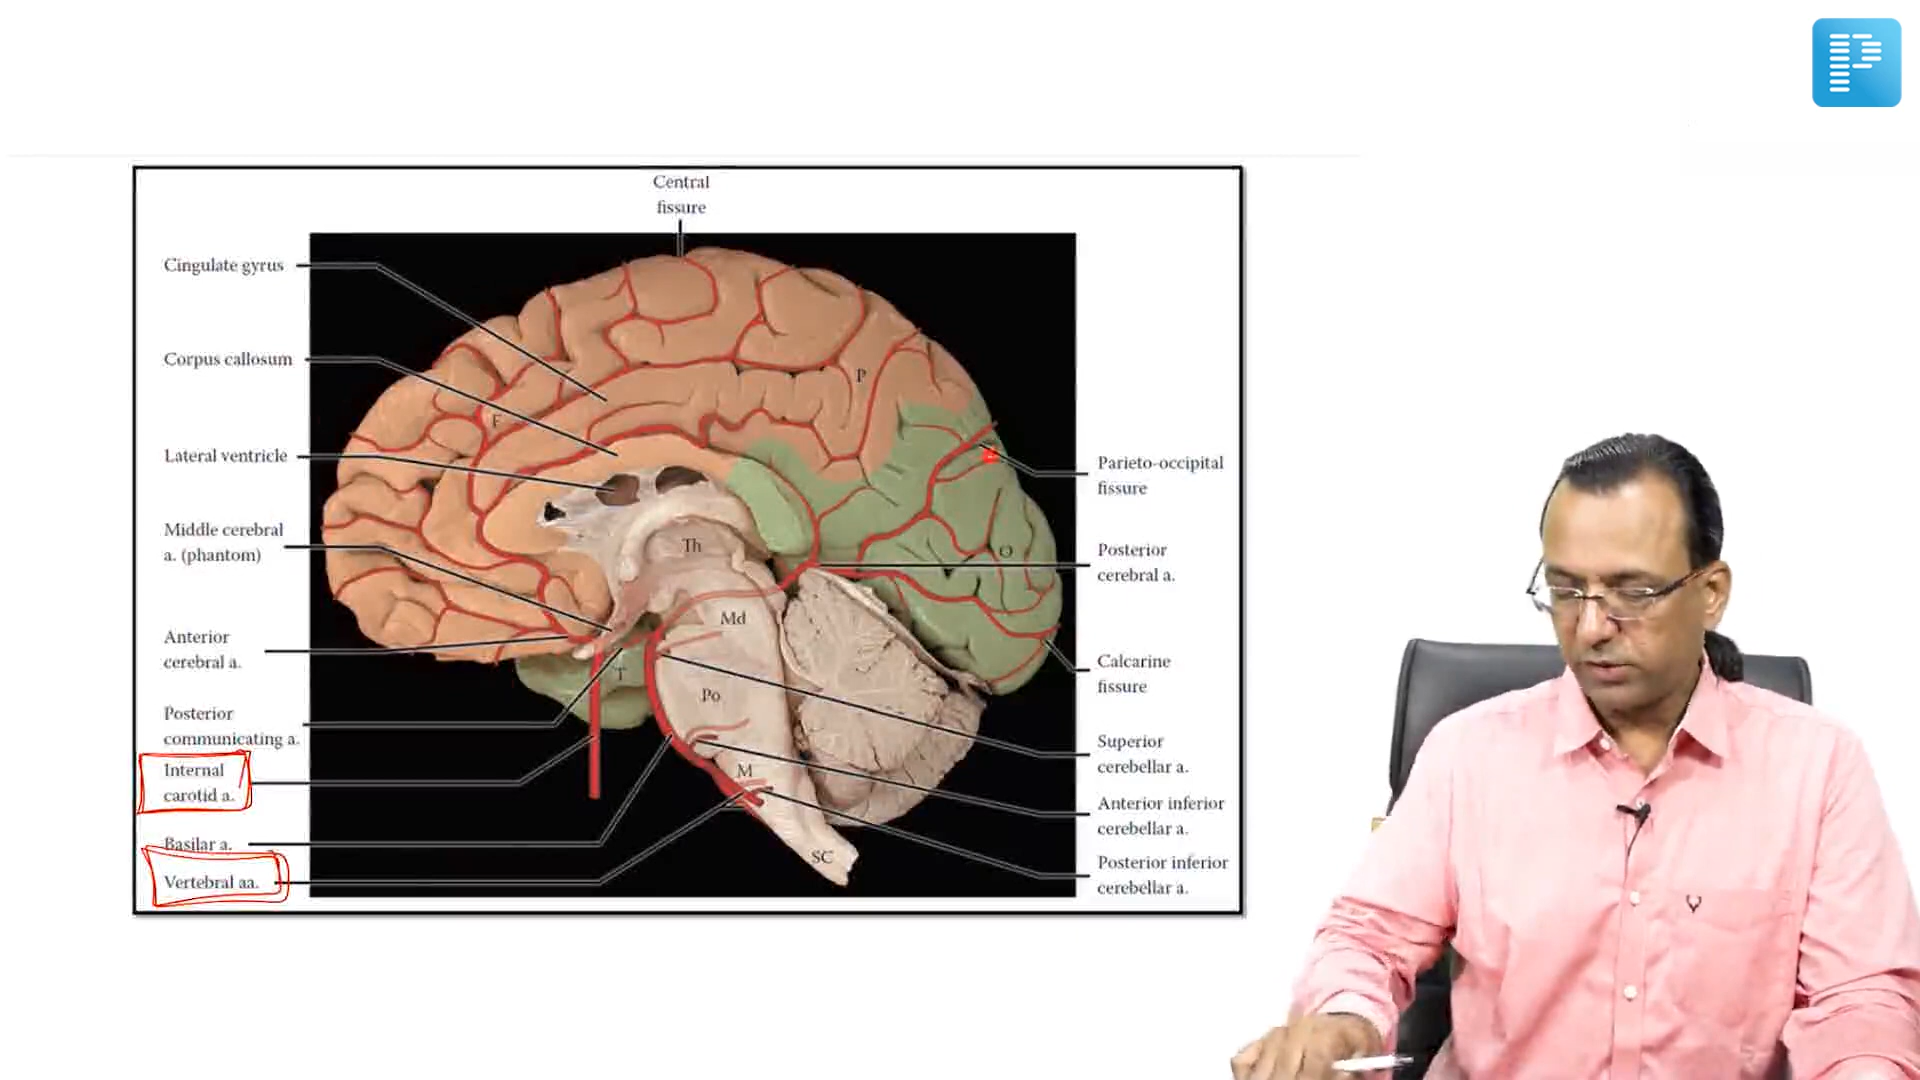 Central
fissure
Cingulate gyrus
Corpus callosum
Lateral ventricle
Middle cerebral
a. (phantom)
Anterior
cerebral a.
Posterior
communicating a.
Internal
carotid a.
Basilar a.
Vertebral aa.
F
P
O
Th
Md
T
Po
M
SC
Parieto-occipital
fissure
Posterior
cerebral a.
Calcarine
fissure
Superior
cerebellar a.
Anterior inferior
cerebellar a.
Posterior inferior
cerebellar a.